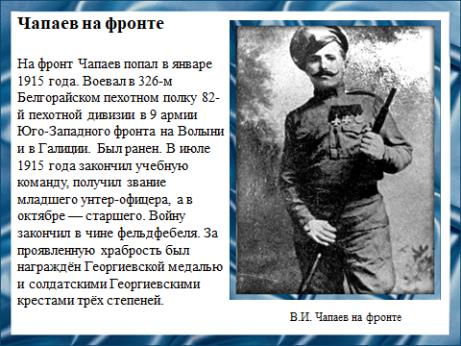 Чапаев на фронте
На фронт Чапаев попал в январе
1915 года. Воевал в 326-м
Белгорайском пехотном полку 82-
й пехотной дивизии в 9 армии
Юго-Западного фронта на Волыни
и в Галиции. Был ранен. В июле
1915 года закончил учебную
команду, получил звание
младшего унтер-офицера, а в
октябре — старшего. Войну
закончил в чине фельдфебеля. За
проявленную храбрость был
награждён Георгиевской медалью
и солдатскими Георгиевскими
крестами трёх степеней.
В.И. Чапаев на фронте